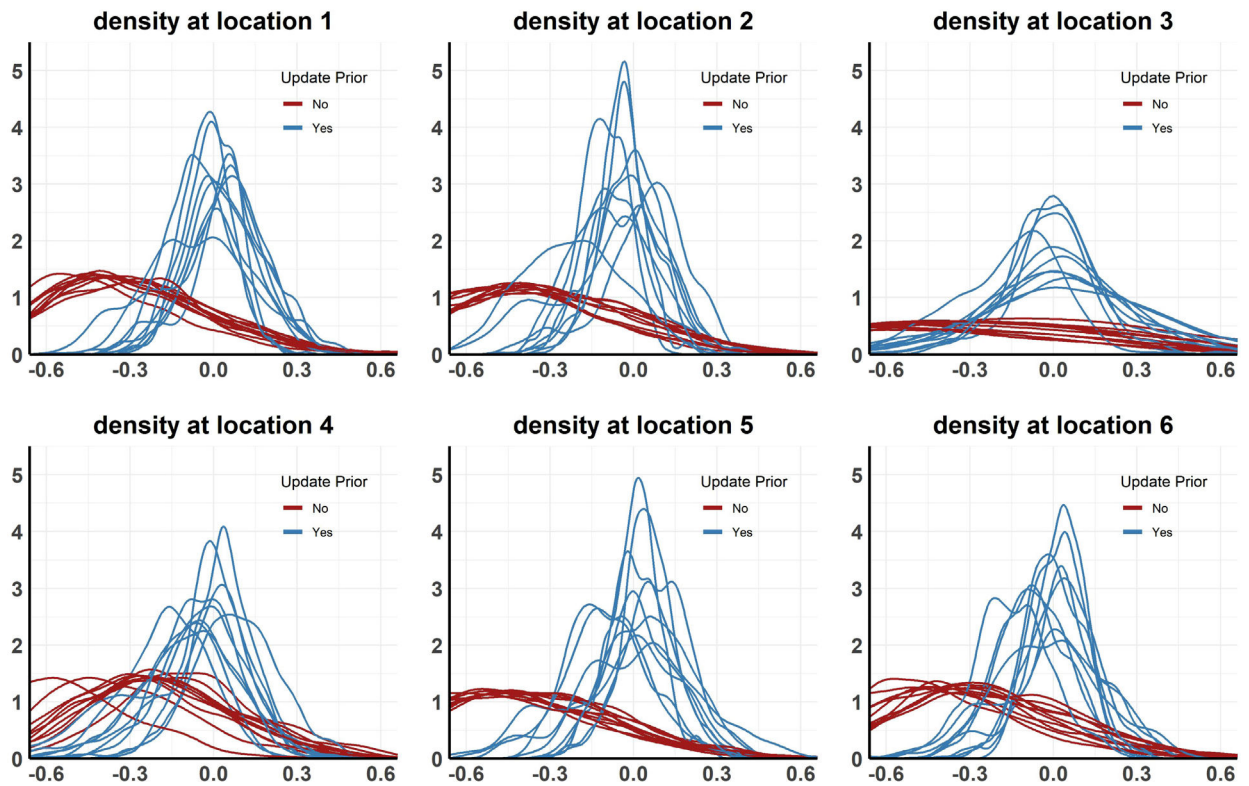 density at location 1
5
4
3
2
1
0
Update Prior
No
Yes
-0.6 -0.3 0.0 0.3 0.6
density at location 2
5
4
3
2
1
0
Update Prior
No
Yes
-0.6 -0.3 0.0 0.3 0.6
density at location 3
5
4
3
2
1
0
Update Prior
No
Yes
-0.6 -0.3 0.0 0.3 0.6
density at location 4
5
4
3
2
1
0
Update Prior
No
Yes
-0.6 -0.3 0.0 0.3 0.6
density at location 5
5
4
3
2
1
0
Update Prior
No
Yes
-0.6 -0.3 0.0 0.3 0.6
density at location 6
5
4
3
2
1
0
Update Prior
No
Yes
-0.6 -0.3 0.0 0.3 0.6